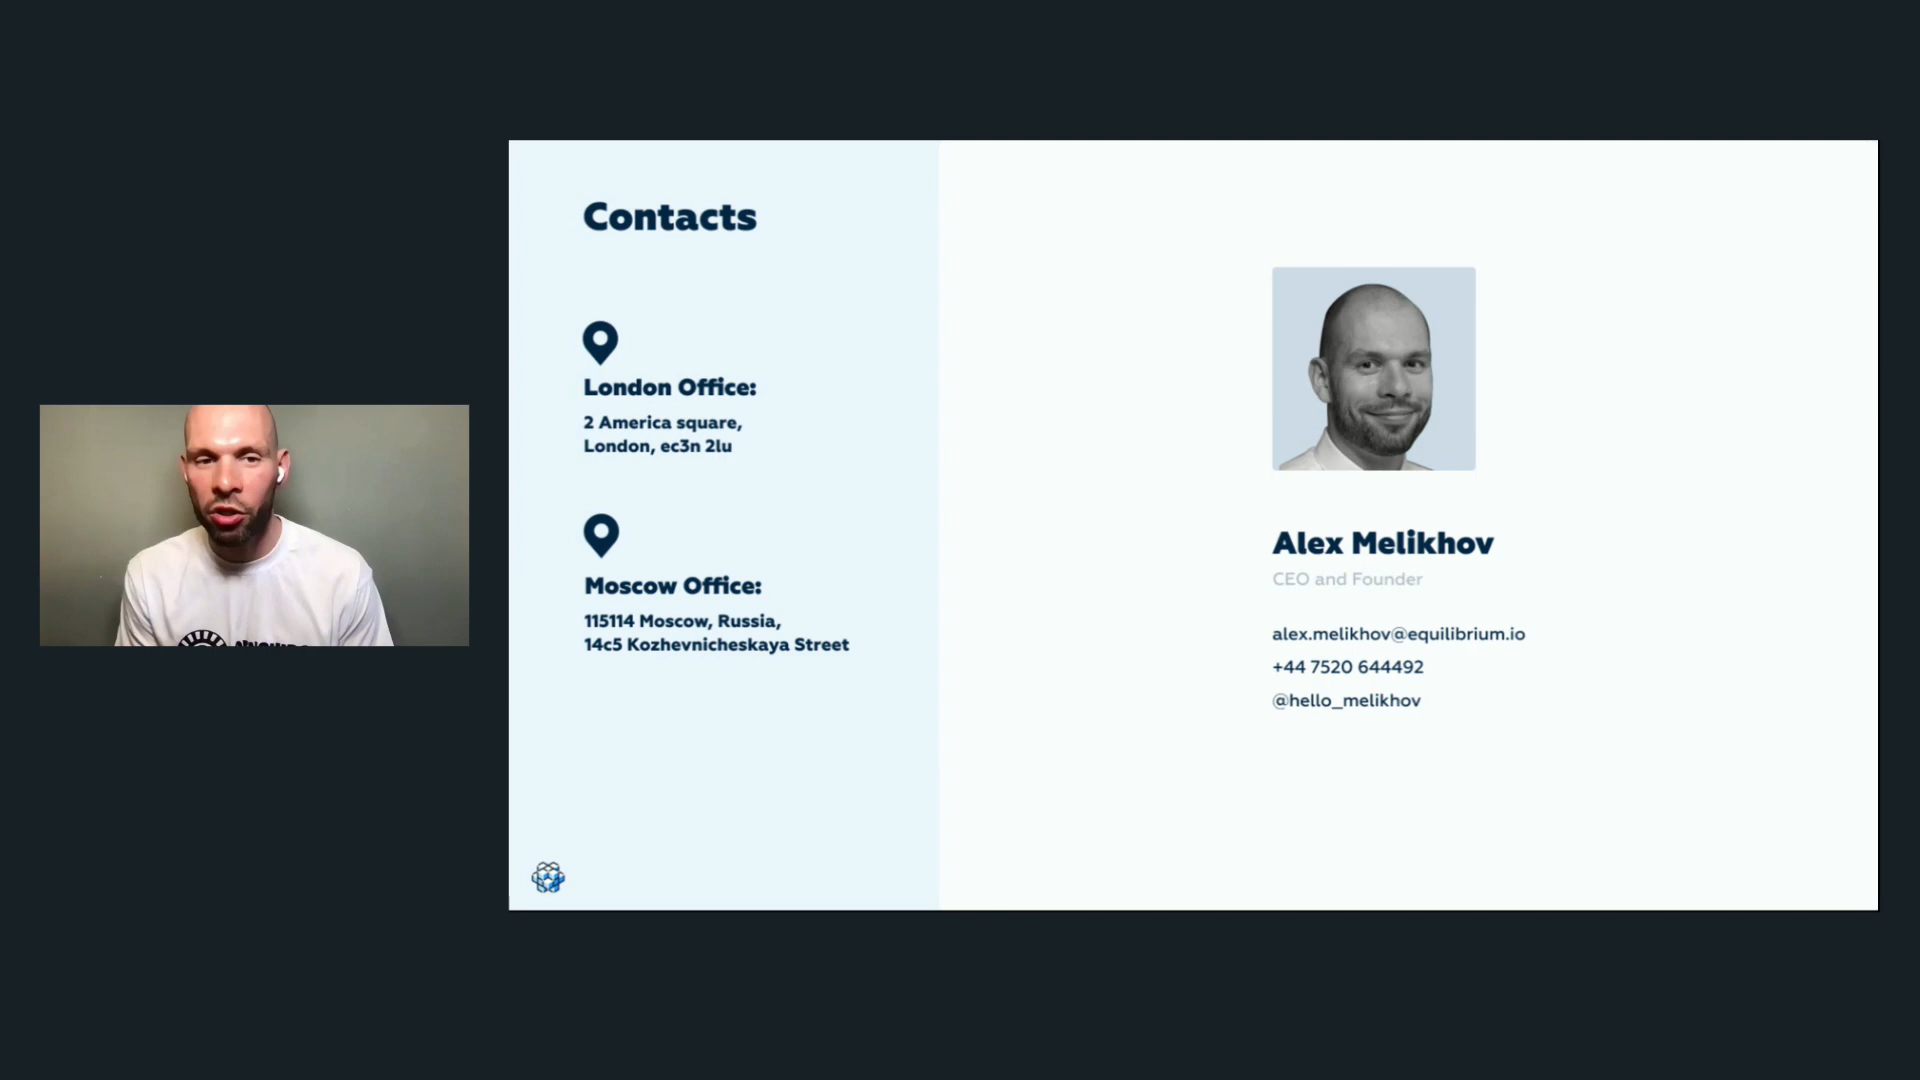 Contacts
London Office:
2 America square,
London, ec3n 2lu
Moscow Office:
115114 Moscow, Russia,
14c5 Kozhevnicheskaya Street
Alex Melikhov
CEO and Founder
alex.melikhov@equilibrium.io
+44 7520 644492
@hello_melikhov